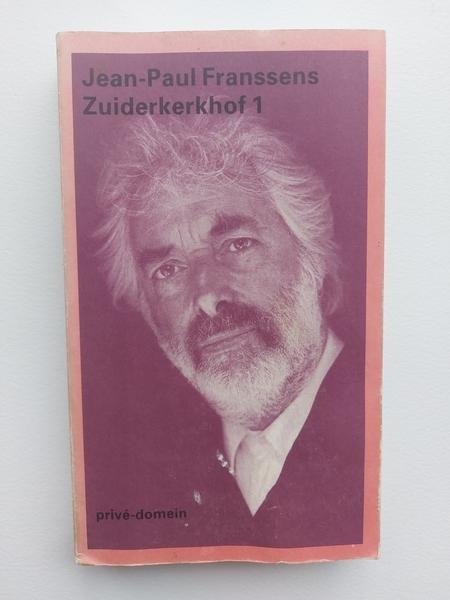 Jean-Paul Franssens
Zuiderkerkhof 1
privé-domein